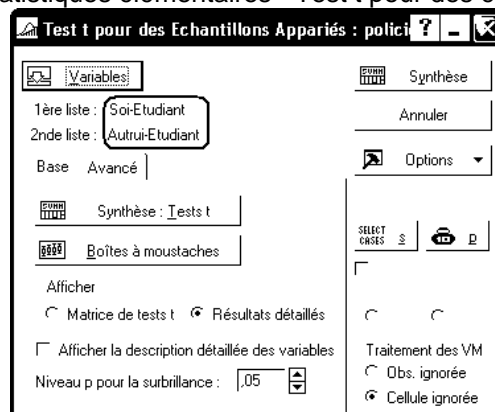 Test t pour des Echantillons Appariés : polici
Variables
Synthèse
1ère liste : Soi-Etudiant
2nde liste : Autrui-Etudiant
Annuler
Base Avancé
Options
Synthèse : Tests t
SELECT CASES S D
Boîtes à moustaches
Afficher
Matrice de tests t Résultats détaillés
Afficher la description détaillée des variables
Traitement des VM
Obs. ignorée
Niveau p pour la surbrillance : ,05
Cellule ignorée